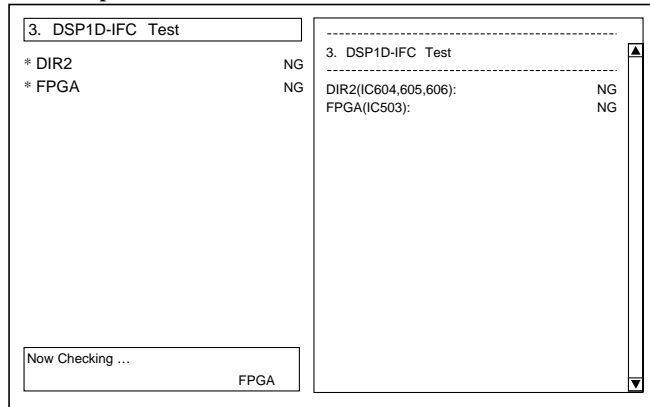 3. DSP1D-IFC Test
* DIR2 NG
* FPGA NG
Now Checking …
FPGA
3. DSP1D-IFC Test
DIR2(IC604,605,606): NG
FPGA(IC503): NG